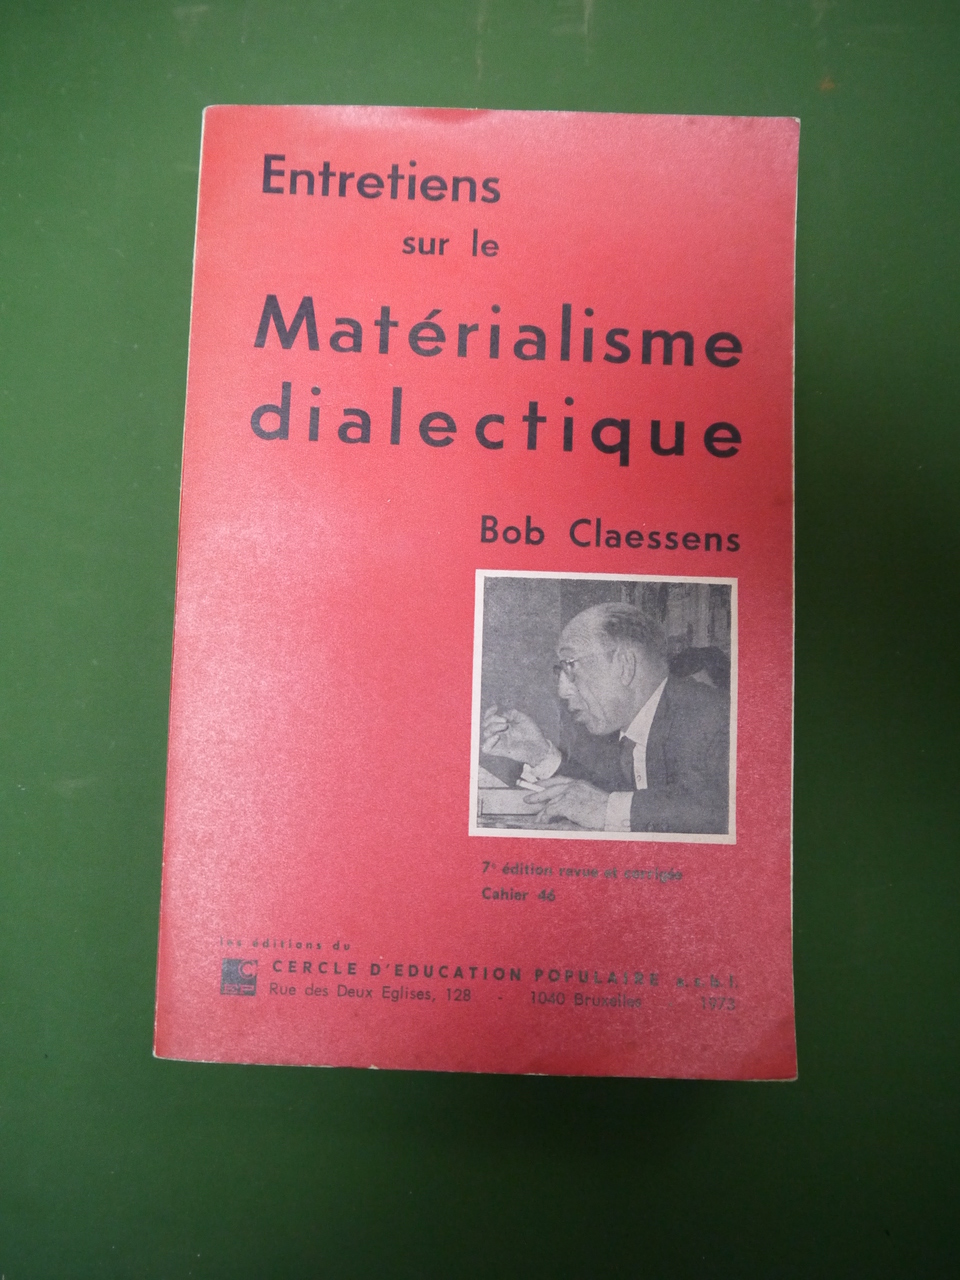 Entretiens
sur le
Matérialisme
dialectique
Bob Claessens
7e édition revue et corrigée
Cahier 46
les éditions du
CERCLE D'EDUCATION POPULAIRE a.s.b.l.
Rue des Deux Eglises, 128 - 1040 Bruxelles - 1973